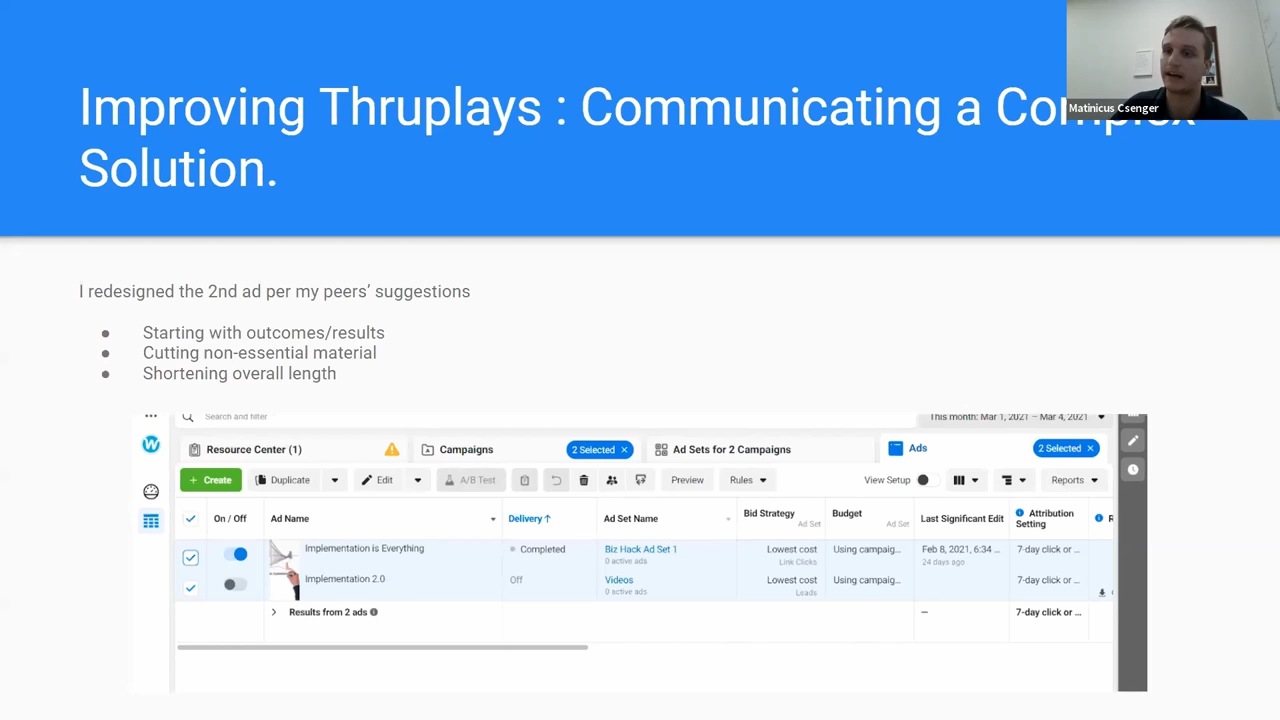 Improving Thruplays : Communicating a Complex
Solution.
Matinicus Csenger
I redesigned the 2nd ad per my peers’ suggestions
● Starting with outcomes/results
● Cutting non-essential material
● Shortening overall length
Search and filter
This month: Mar 1, 2021 – Mar 4, 2021
Resource Center (1)
Campaigns
2 Selected ×
Ad Sets for 2 Campaigns
Ads
2 Selected ×
+ Create
Duplicate
Edit
A/B Test
Preview
Rules
View Setup
Reports
On / Off
Ad Name
Delivery ↑
Ad Set Name
Bid Strategy
Ad Set
Budget
Ad Set
Last Significant Edit
Attribution
Setting
R
Implementation is Everything
Completed
Biz Hack Ad Set 1
0 active ads
Lowest cost
Link Clicks
Using campaig...
Feb 8, 2021, 6:34 ...
24 days ago
7-day click or ...
Implementation 2.0
Off
Videos
0 active ads
Lowest cost
Leads
Using campaig...
7-day click or ...
Results from 2 ads
—
7-day click or ...